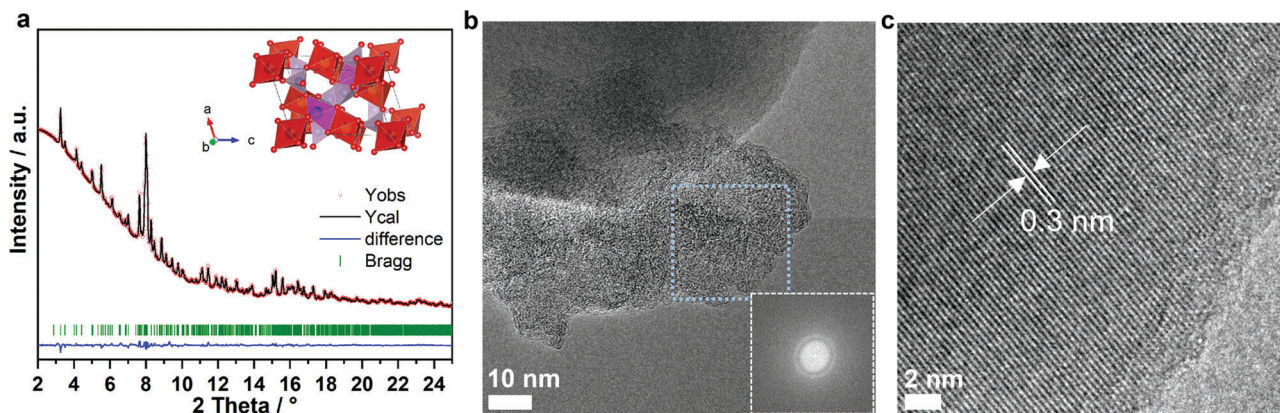 a
Intensity / a.u.
a
b
c
Yobs
Ycal
difference
Bragg
2 4 6 8 10 12 14 16 18 20 22 24
2 Theta / °
b
10 nm
c
0.3 nm
2 nm